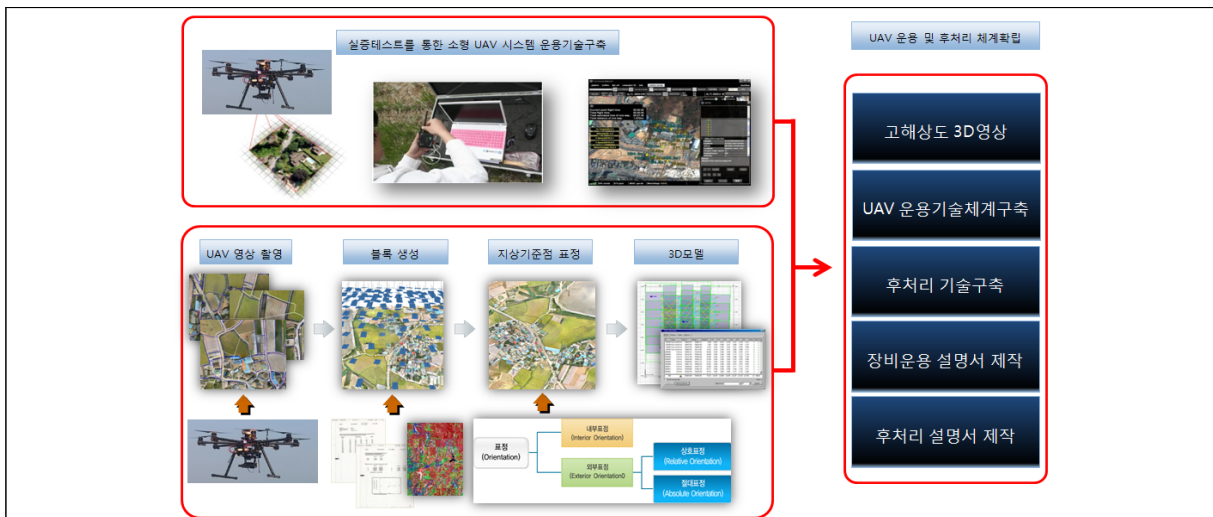 실증테스트를 통한 소형 UAV 시스템 운용기술구축
UAV 운용 및 후처리 체계확립
고해상도 3D영상
UAV 운용기술체계구축
후처리 기술구축
장비운용 설명서 제작
후처리 설명서 제작
UAV 영상 촬영
블록 생성
지상기준점 표정
3D모델
표정
(Orientation)
내부표정
(Interior Orientation)
외부표정
(Exterior Orientation)
상호표정
(Relative Orientation)
절대표정
(Absolute Orientation)